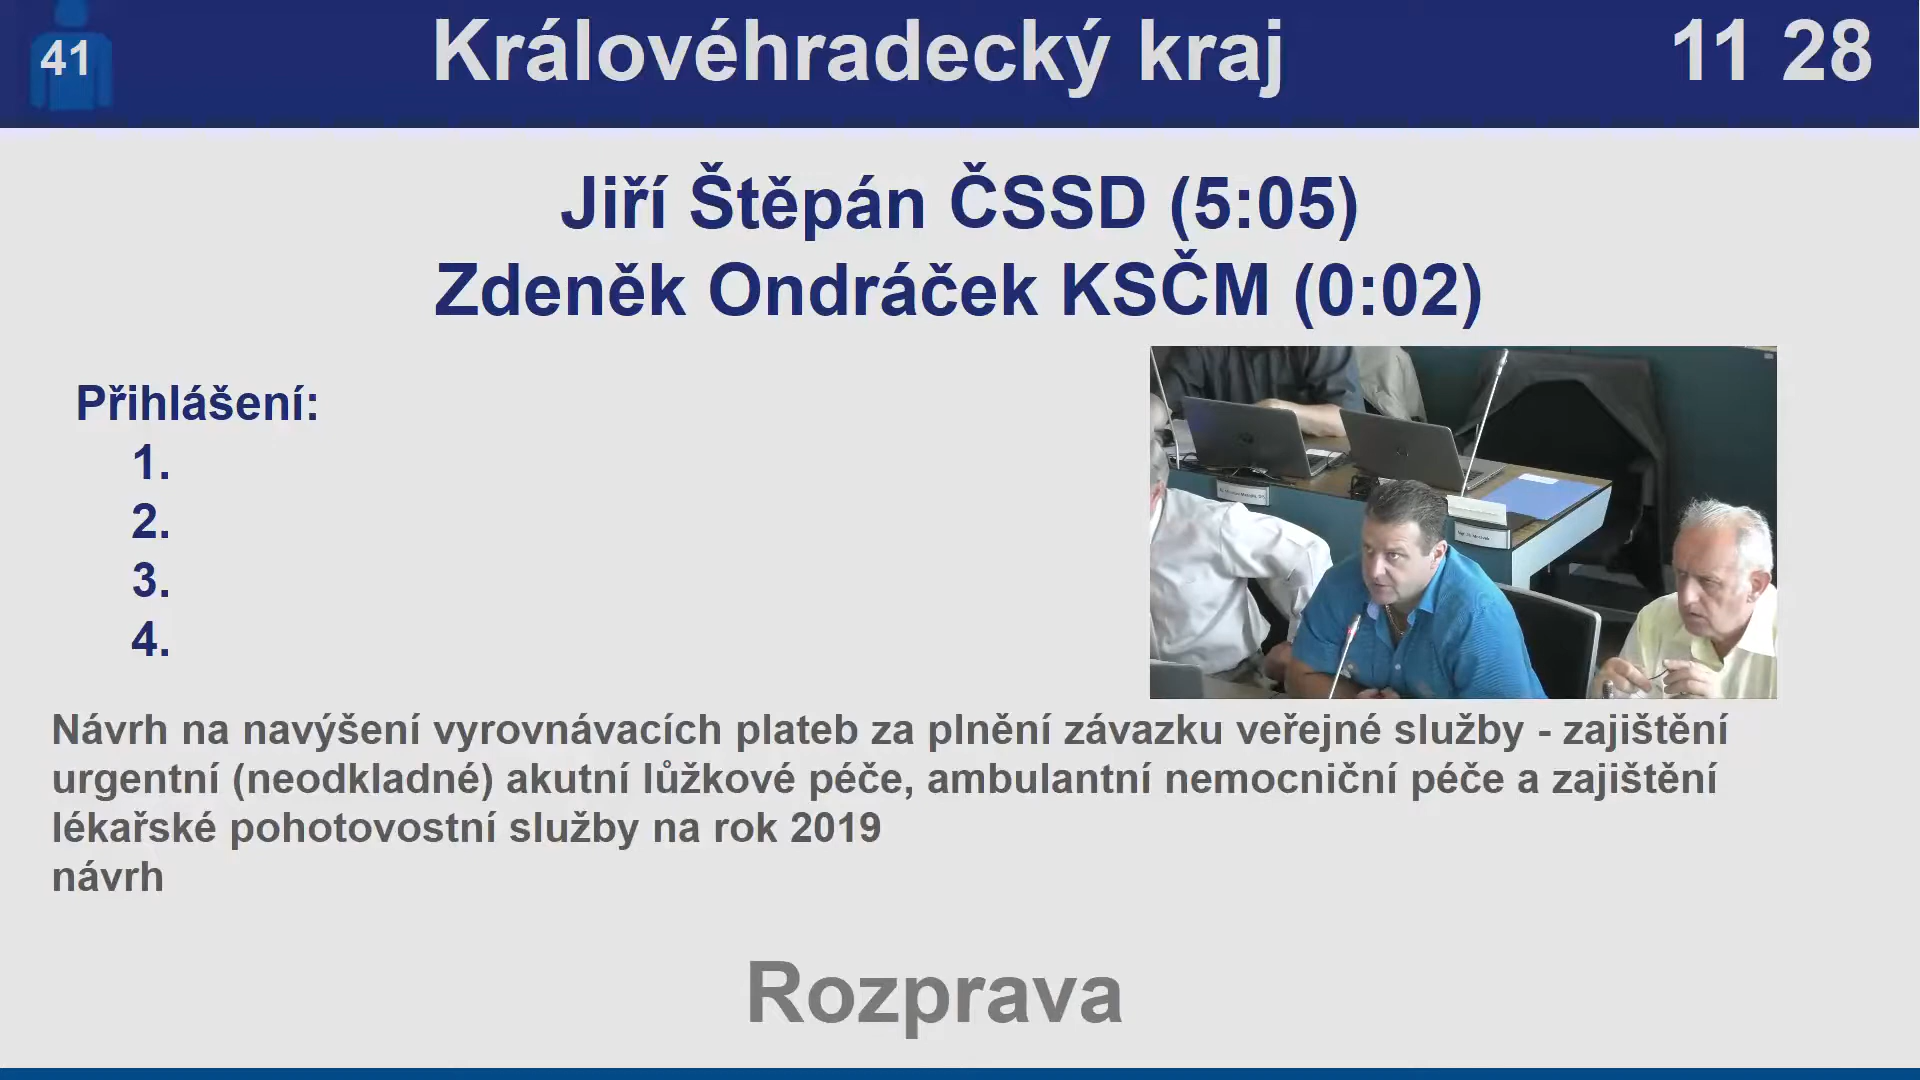 41
Královéhradecký kraj
11 28
Jiří Štěpán ČSSD (5:05)
Zdeněk Ondráček KSČM (0:02)
Přihlášení:
1.
2.
3.
4.
Návrh na navýšení vyrovnávacích plateb za plnění závazku veřejné služby - zajištění
urgentní (neodkladné) akutní lůžkové péče, ambulantní nemocniční péče a zajištění
lékařské pohotovostní služby na rok 2019
návrh
Rozprava